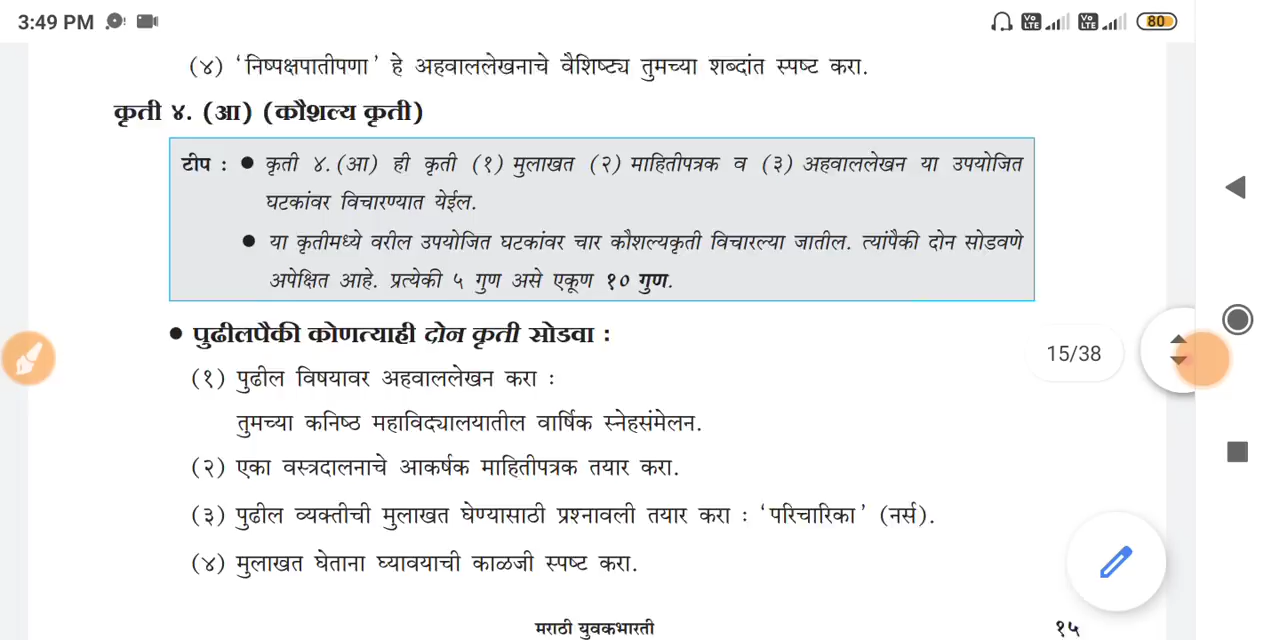 3:49 PM
Vo LTE Vo LTE 80
(४) ‘निष्पक्षपातीपणा’ हे अहवाललेखनाचे वैशिष्ट्य तुमच्या शब्दांत स्पष्ट करा.
कृती ४. (आ) (कौशल्य कृती)
टीप : ● कृती ४. (आ) ही कृती (१) मुलाखत (२) माहितीपत्रक व (३) अहवाललेखन या उपयोजित
घटकांवर विचारण्यात येईल.
● या कृतीमध्ये वरील उपयोजित घटकांवर चार कौशल्यकृती विचारल्या जातील. त्यांपैकी दोन सोडवणे
अपेक्षित आहे. प्रत्येकी ५ गुण असे एकूण १० गुण.
● पुढीलपैकी कोणत्याही दोन कृती सोडवा :
15/38
(१) पुढील विषयावर अहवाललेखन करा :
तुमच्या कनिष्ठ महाविद्यालयातील वार्षिक स्नेहसंमेलन.
(२) एका वस्त्रदालनाचे आकर्षक माहितीपत्रक तयार करा.
(३) पुढील व्यक्तीची मुलाखत घेण्यासाठी प्रश्नावली तयार करा : ‘परिचारिका’ (नर्स).
(४) मुलाखत घेताना घ्यावयाची काळजी स्पष्ट करा.
मराठी युवकभारती १५